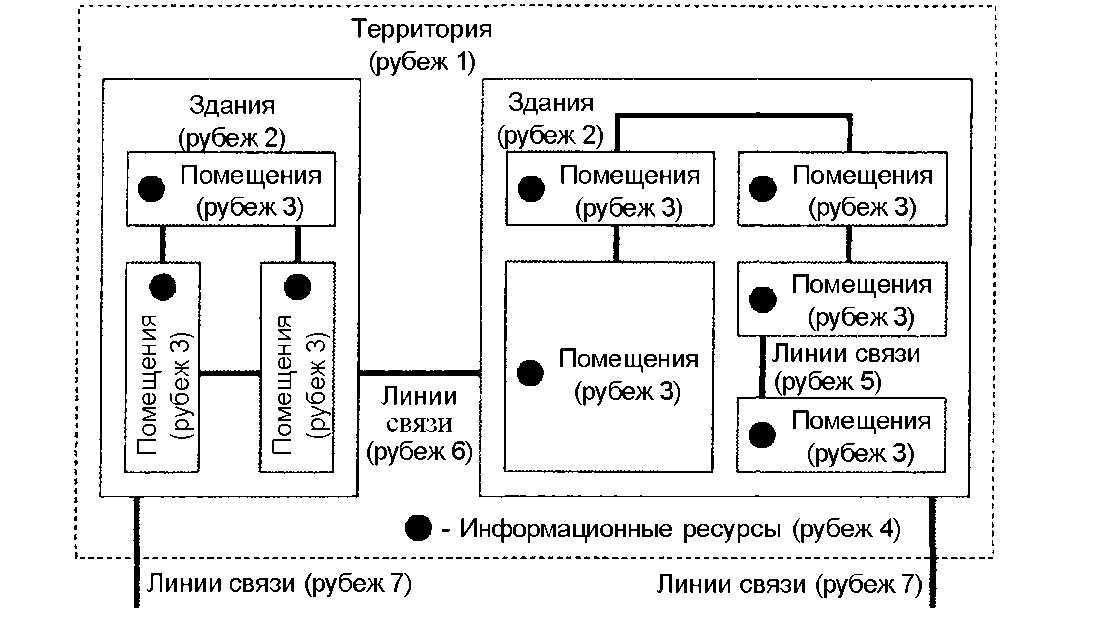 Территория
(рубеж 1)
Здания
(рубеж 2)
Помещения
(рубеж 3)
Помещения
(рубеж 3)
Помещения
(рубеж 3)
Линии
связи
(рубеж 6)
Здания
(рубеж 2)
Помещения
(рубеж 3)
Помещения
(рубеж 3)
Помещения
(рубеж 3)
Помещения
(рубеж 3)
Линии связи
(рубеж 5)
Помещения
(рубеж 3)
- Информационные ресурсы (рубеж 4)
Линии связи (рубеж 7)
Линии связи (рубеж 7)